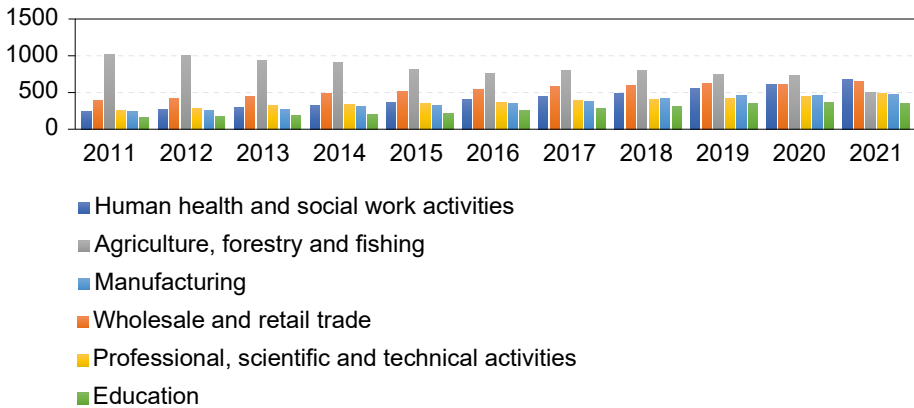 1500
1000
500
0
2011 2012 2013 2014 2015 2016 2017 2018 2019 2020 2021
Human health and social work activities
Agriculture, forestry and fishing
Manufacturing
Wholesale and retail trade
Professional, scientific and technical activities
Education